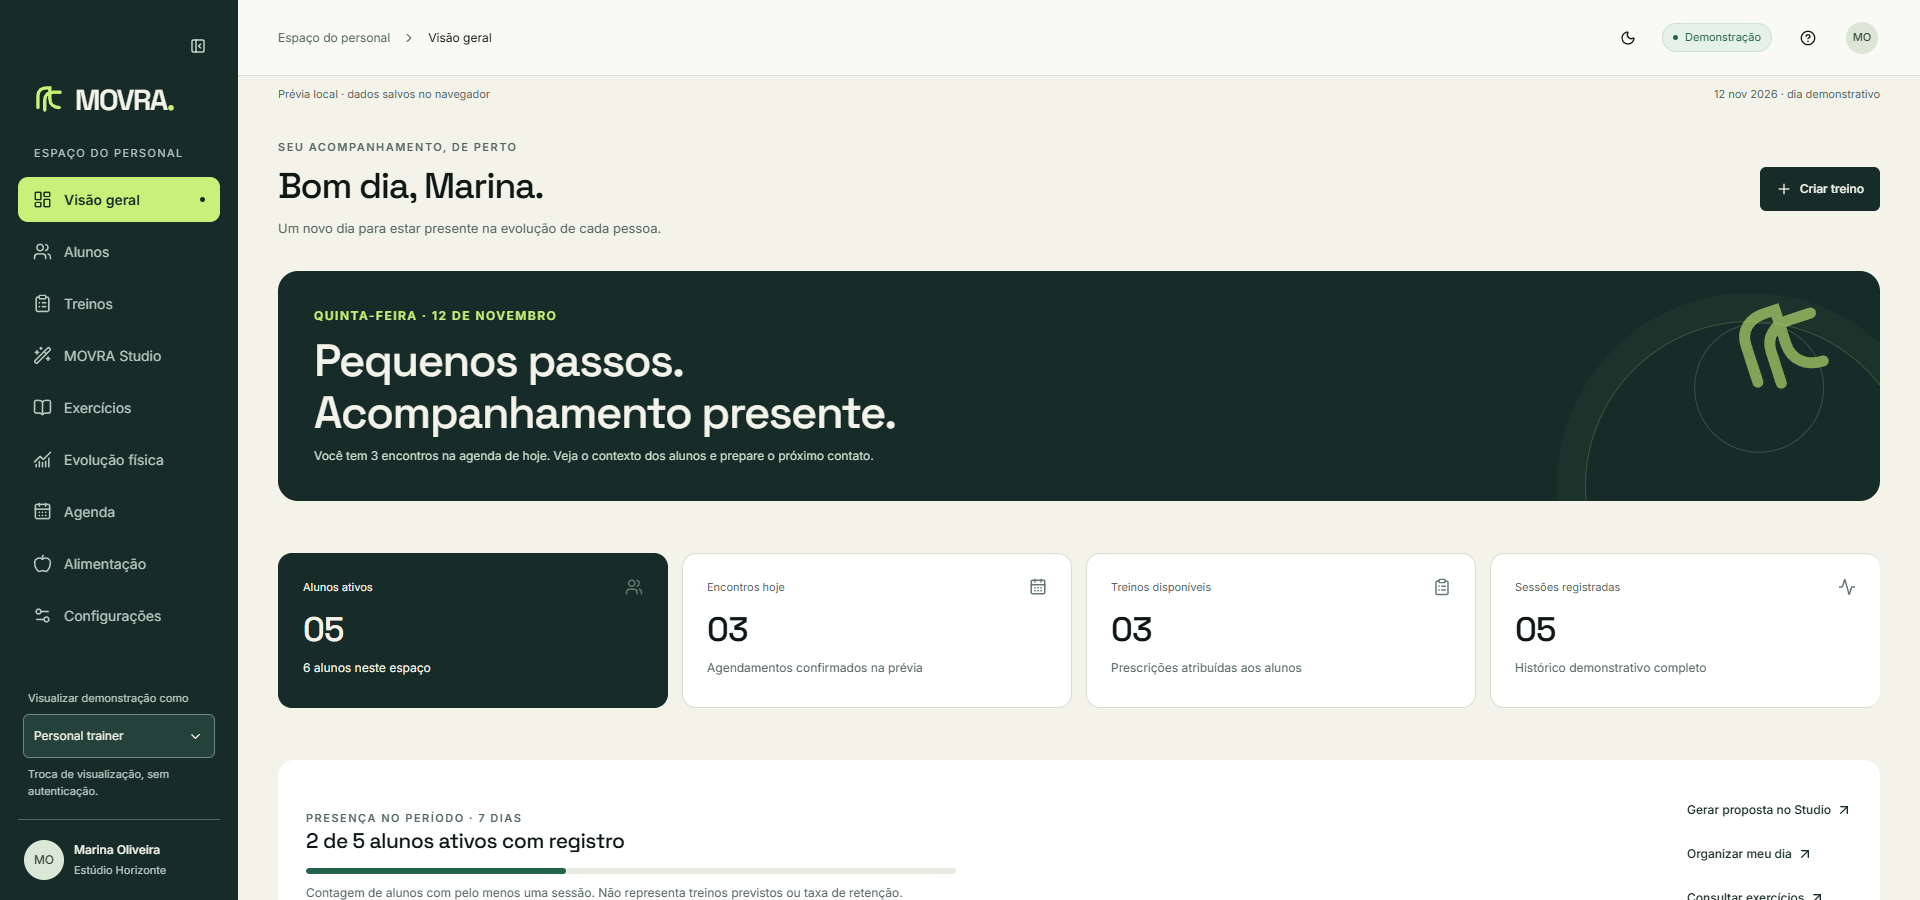 MOVRA.
ESPAÇO DO PERSONAL
Visão geral
Alunos
Treinos
MOVRA Studio
Exercícios
Evolução física
Agenda
Alimentação
Configurações
Visualizar demonstração como
Personal trainer
Troca de visualização, sem
autenticação.
MO
Marina Oliveira
Estúdio Horizonte
Espaço do personal
Visão geral
Demonstração
MO
Prévia local · dados salvos no navegador
12 nov 2026 · dia demonstrativo
SEU ACOMPANHAMENTO, DE PERTO
Bom dia, Marina.
Um novo dia para estar presente na evolução de cada pessoa.
Criar treino
QUINTA-FEIRA · 12 DE NOVEMBRO
Pequenos passos.
Acompanhamento presente.
Você tem 3 encontros na agenda de hoje. Veja o contexto dos alunos e prepare o próximo contato.
Alunos ativos
05
6 alunos neste espaço
Encontros hoje
03
Agendamentos confirmados na prévia
Treinos disponíveis
03
Prescrições atribuídas aos alunos
Sessões registradas
05
Histórico demonstrativo completo
PRESENÇA NO PERÍODO · 7 DIAS
2 de 5 alunos ativos com registro
Contagem de alunos com pelo menos uma sessão. Não representa treinos previstos ou taxa de retenção.
Gerar proposta no Studio
Organizar meu dia
Consultar exercícios